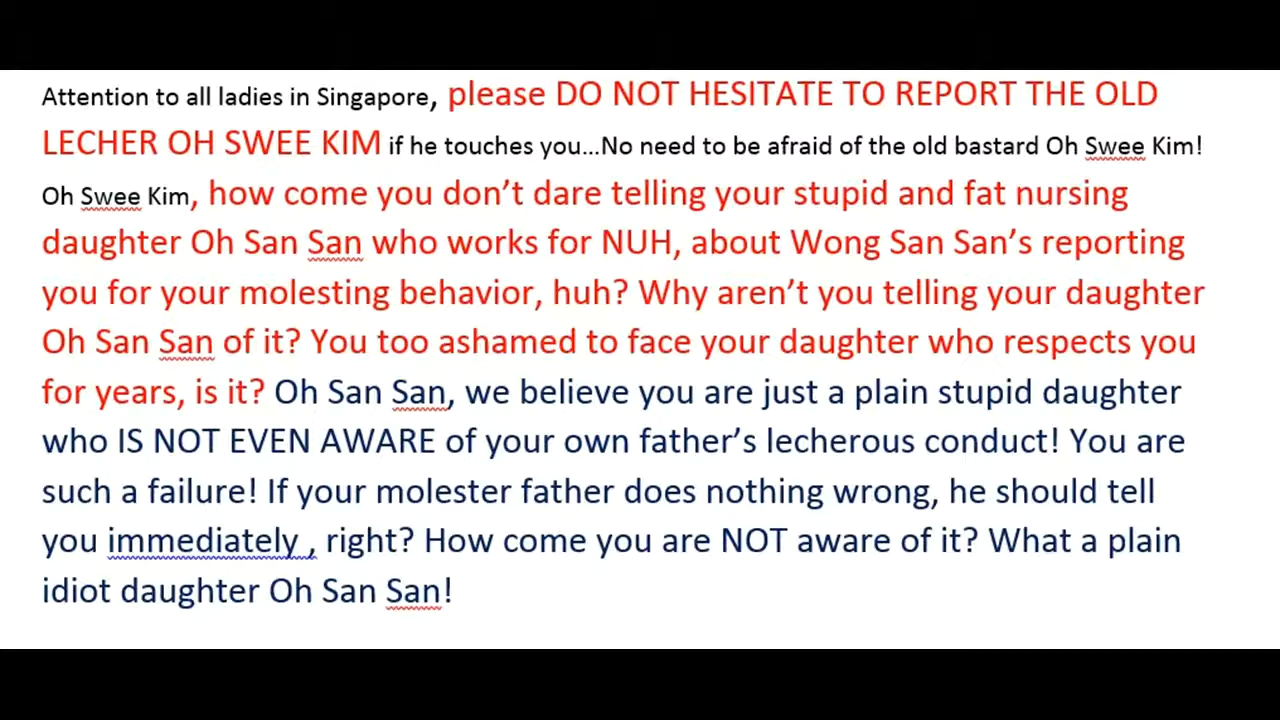 Attention to all ladies in Singapore, please DO NOT HESITATE TO REPORT THE OLD
LECHER OH SWEE KIM if he touches you...No need to be afraid of the old bastard Oh Swee Kim!
Oh Swee Kim, how come you don't dare telling your stupid and fat nursing
daughter Oh San San who works for NUH, about Wong San San's reporting
you for your molesting behavior, huh? Why aren't you telling your daughter
Oh San San of it? You too ashamed to face your daughter who respects you
for years, is it? Oh San San, we believe you are just a plain stupid daughter
who IS NOT EVEN AWARE of your own father's lecherous conduct! You are
such a failure! If your molester father does nothing wrong, he should tell
you immediately , right? How come you are NOT aware of it? What a plain
idiot daughter Oh San San!